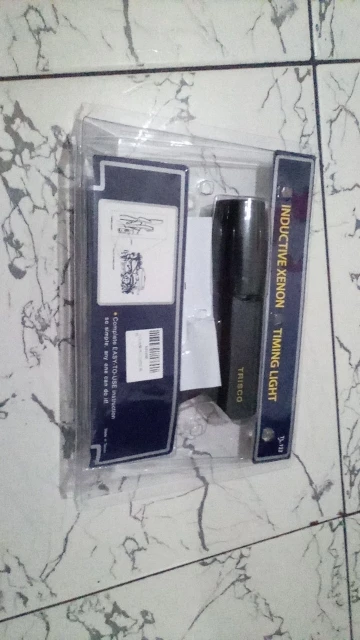 INDUCTIVE XENON TIMING LIGHT
TRISCO
• Complete EASY-TO-USE instruction
so simple, any one can do it!